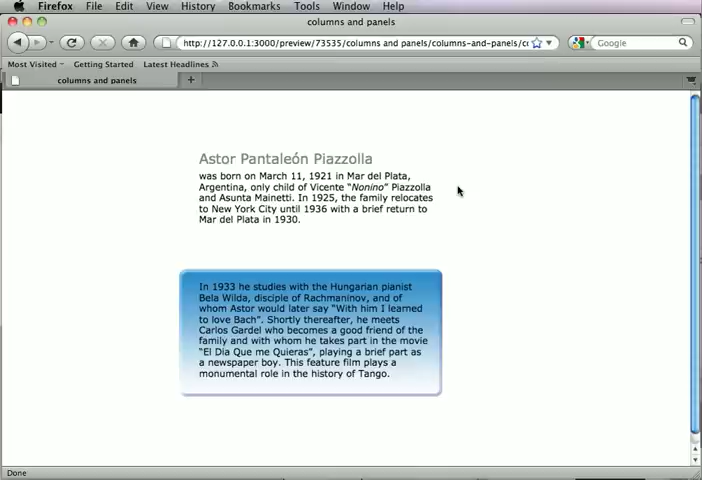 Firefox File Edit View History Bookmarks Tools Window Help
columns and panels
http://127.0.0.1:3000/preview/73535/columns and panels/columns-and-panels/cc
Google
Most Visited Getting Started Latest Headlines
columns and panels
Astor Pantaleón Piazzolla
was born on March 11, 1921 in Mar del Plata,
Argentina, only child of Vicente “Nonino” Piazzolla
and Asunta Mainetti. In 1925, the family relocates
to New York City until 1936 with a brief return to
Mar del Plata in 1930.
In 1933 he studies with the Hungarian pianist
Bela Wilda, disciple of Rachmaninov, and of
whom Astor would later say “With him I learned
to love Bach”. Shortly thereafter, he meets
Carlos Gardel who becomes a good friend of the
family and with whom he takes part in the movie
“El Dia Que me Quieras”, playing a brief part as
a newspaper boy. This feature film plays a
monumental role in the history of Tango.
Done